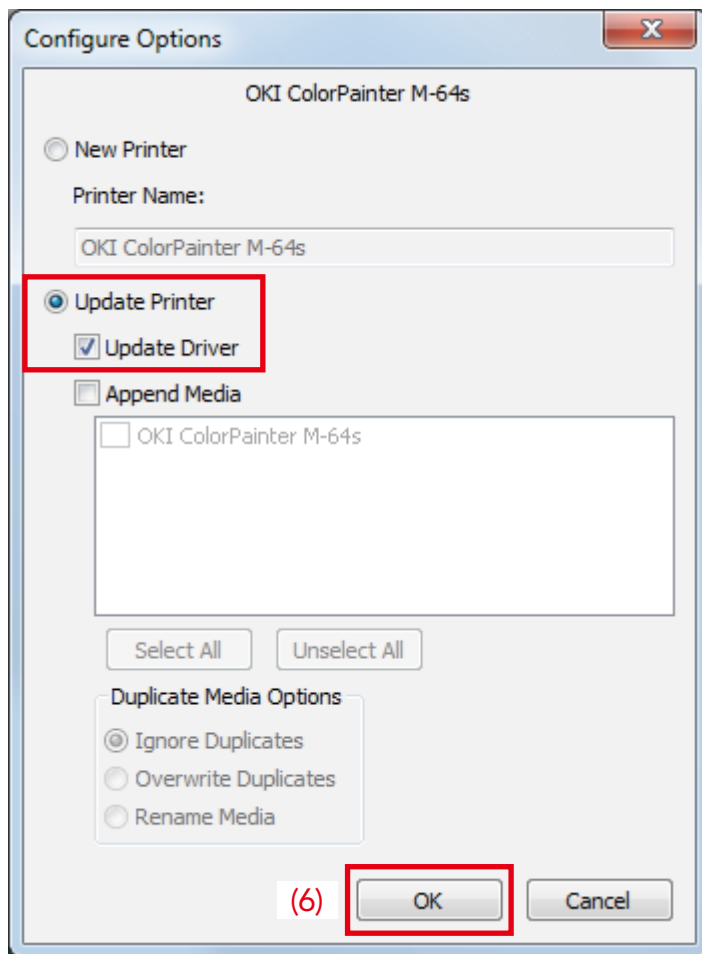 Configure Options
OKI ColorPainter M-64s
New Printer
Printer Name:
OKI ColorPainter M-64s
Update Printer
Update Driver
Append Media
OKI ColorPainter M-64s
Select All Unselect All
Duplicate Media Options
Ignore Duplicates
Overwrite Duplicates
Rename Media
(6) OK Cancel